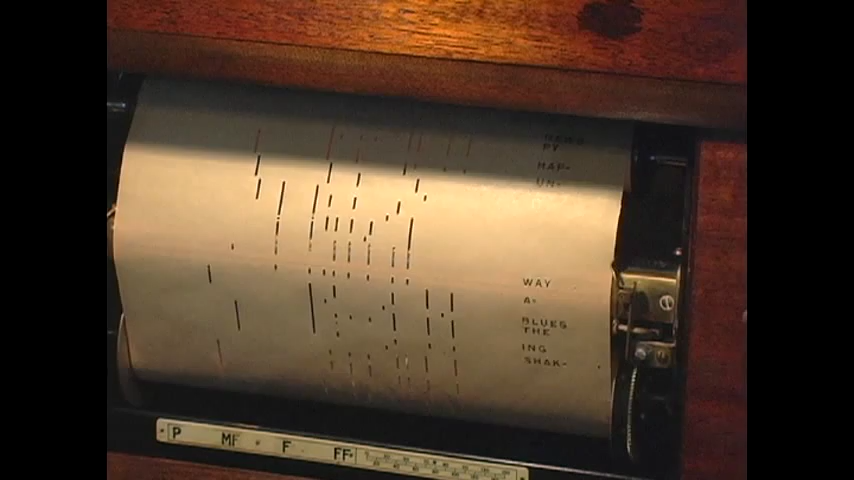 PY
HAP-
UN-
WAY
A-
BLUES
THE
ING
SHAK-
P MF F FF